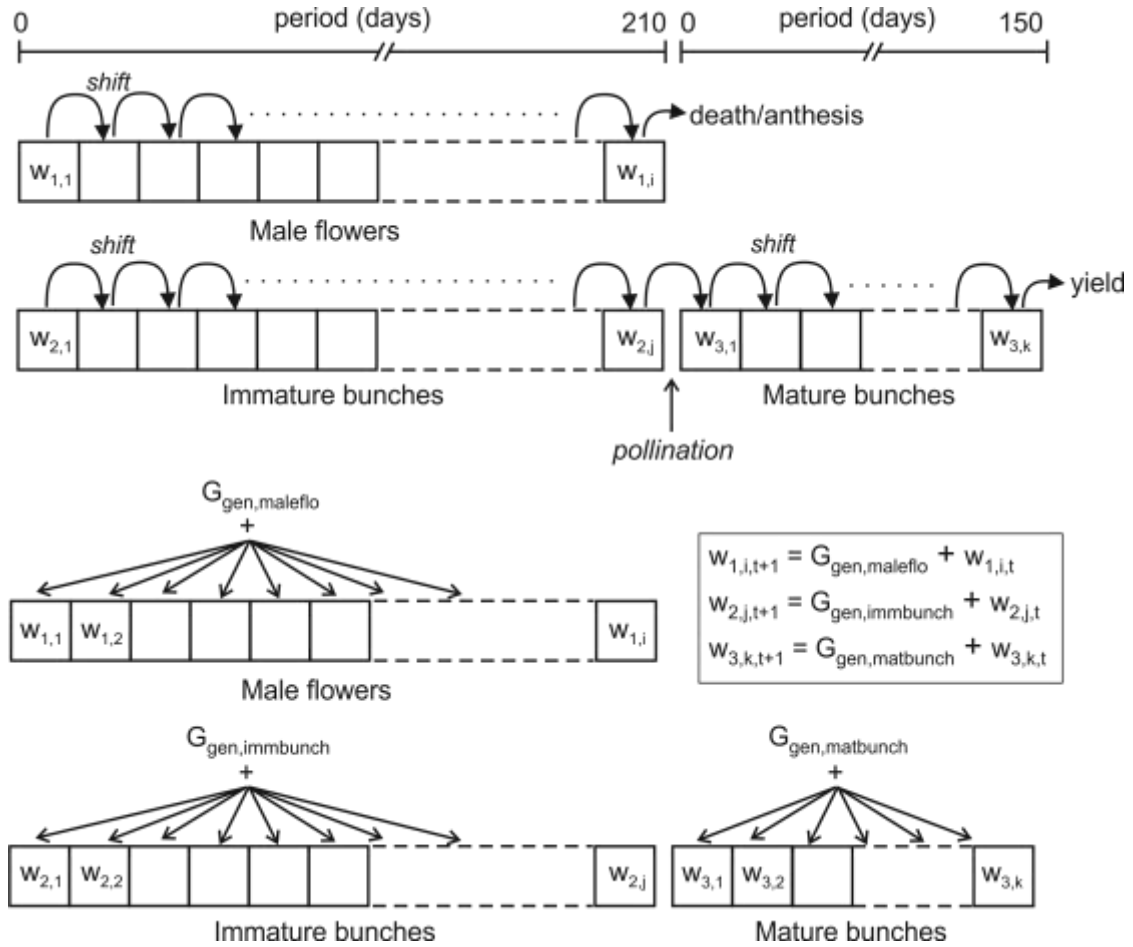 0 period (days) 210 0 period (days) 150
shift
death/anthesis
w1,1 w1,i
Male flowers
shift shift
yield
w2,1 w2,j w3,1 w3,k
Immature bunches Mature bunches
pollination
Ggen,maleflo
+
w1,1 w1,2 w1,i
Male flowers
w1,i,t+1 = Ggen,maleflo + w1,i,t
w2,j,t+1 = Ggen,immbunch + w2,j,t
w3,k,t+1 = Ggen,matbunch + w3,k,t
Ggen,immbunch Ggen,matbunch
+ +
w2,1 w2,2 w2,j w3,1 w3,2 w3,k
Immature bunches Mature bunches